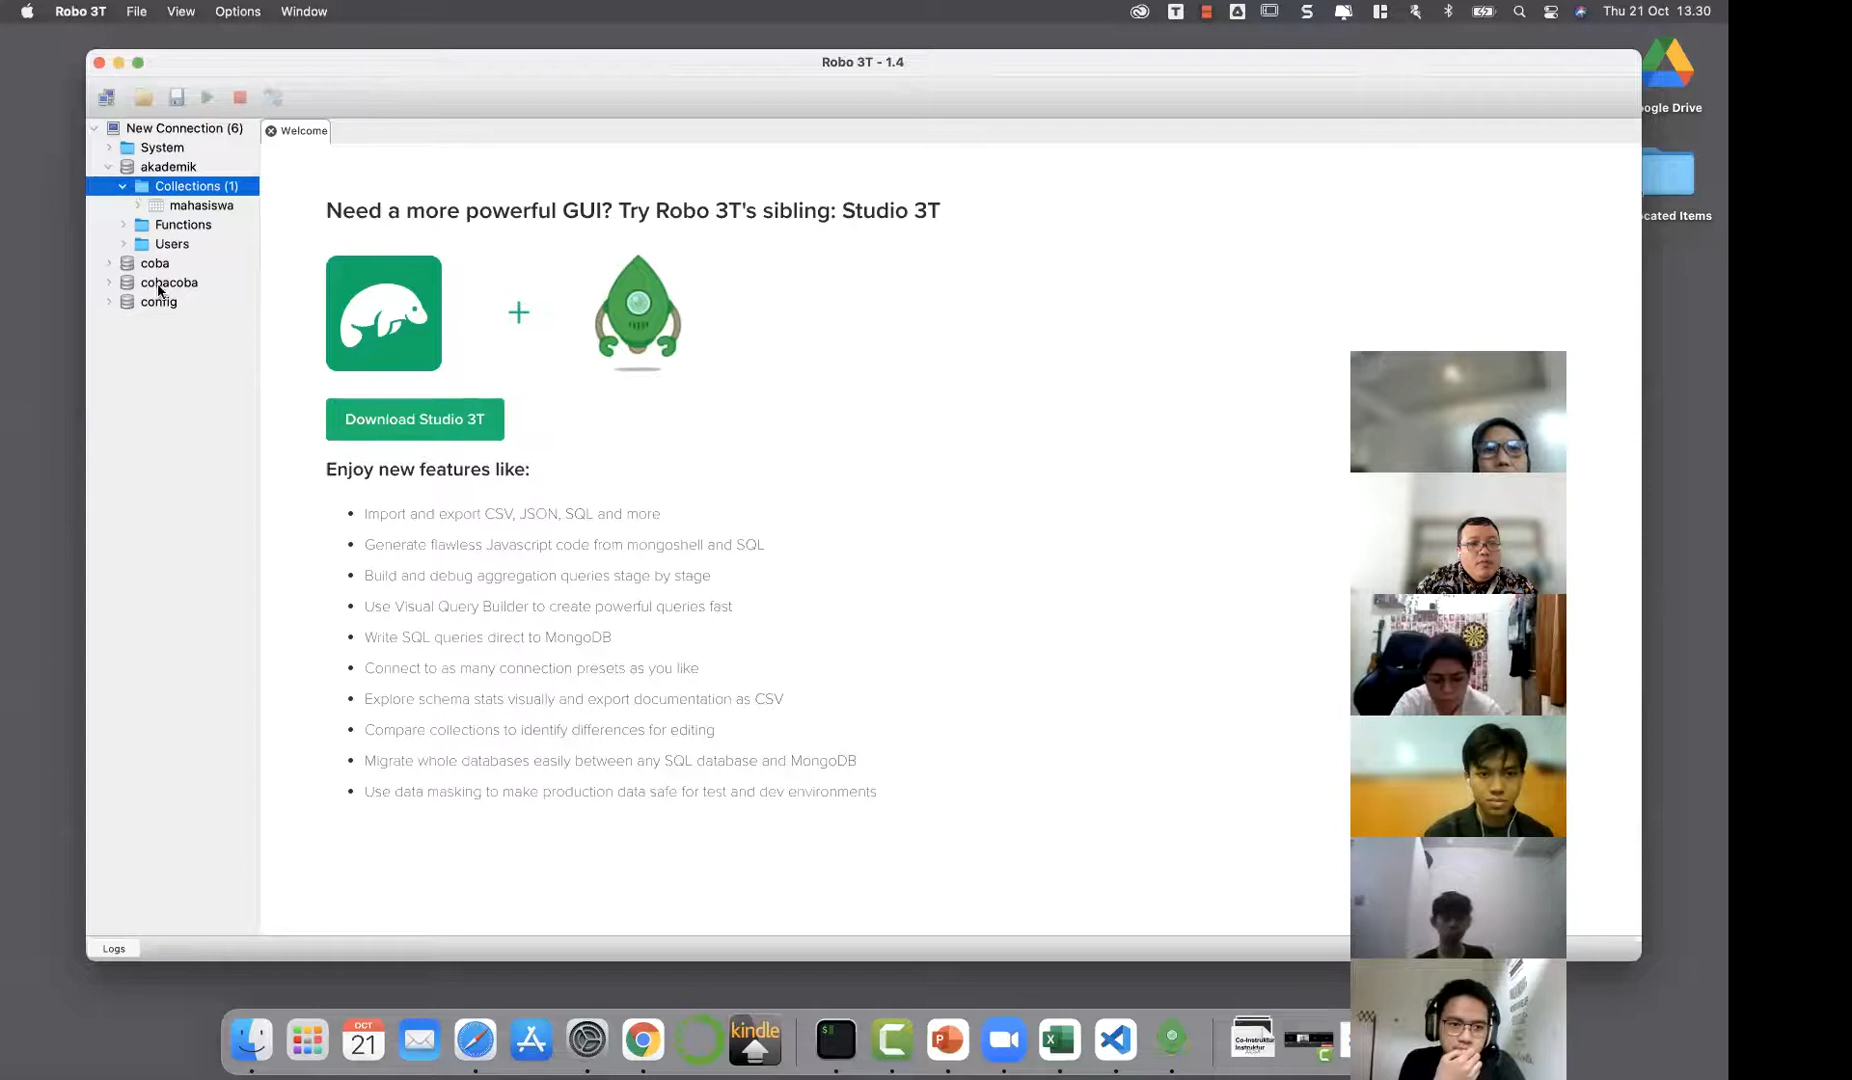 Robo 3T File View Options Window Thu 21 Oct 13.30
Robo 3T - 1.4
New Connection (6)
System
akademik
Collections (1)
mahasiswa
Functions
Users
coba
cobacoba
config
Welcome
Need a more powerful GUI? Try Robo 3T's sibling: Studio 3T
+
Download Studio 3T
Enjoy new features like:
• Import and export CSV, JSON, SQL and more
• Generate flawless Javascript code from mongoshell and SQL
• Build and debug aggregation queries stage by stage
• Use Visual Query Builder to create powerful queries fast
• Write SQL queries direct to MongoDB
• Connect to as many connection presets as you like
• Explore schema stats visually and export documentation as CSV
• Compare collections to identify differences for editing
• Migrate whole databases easily between any SQL database and MongoDB
• Use data masking to make production data safe for test and dev environments
Logs
oogle Drive
cated Items
OCT
21
kindle
Co-Instruktur